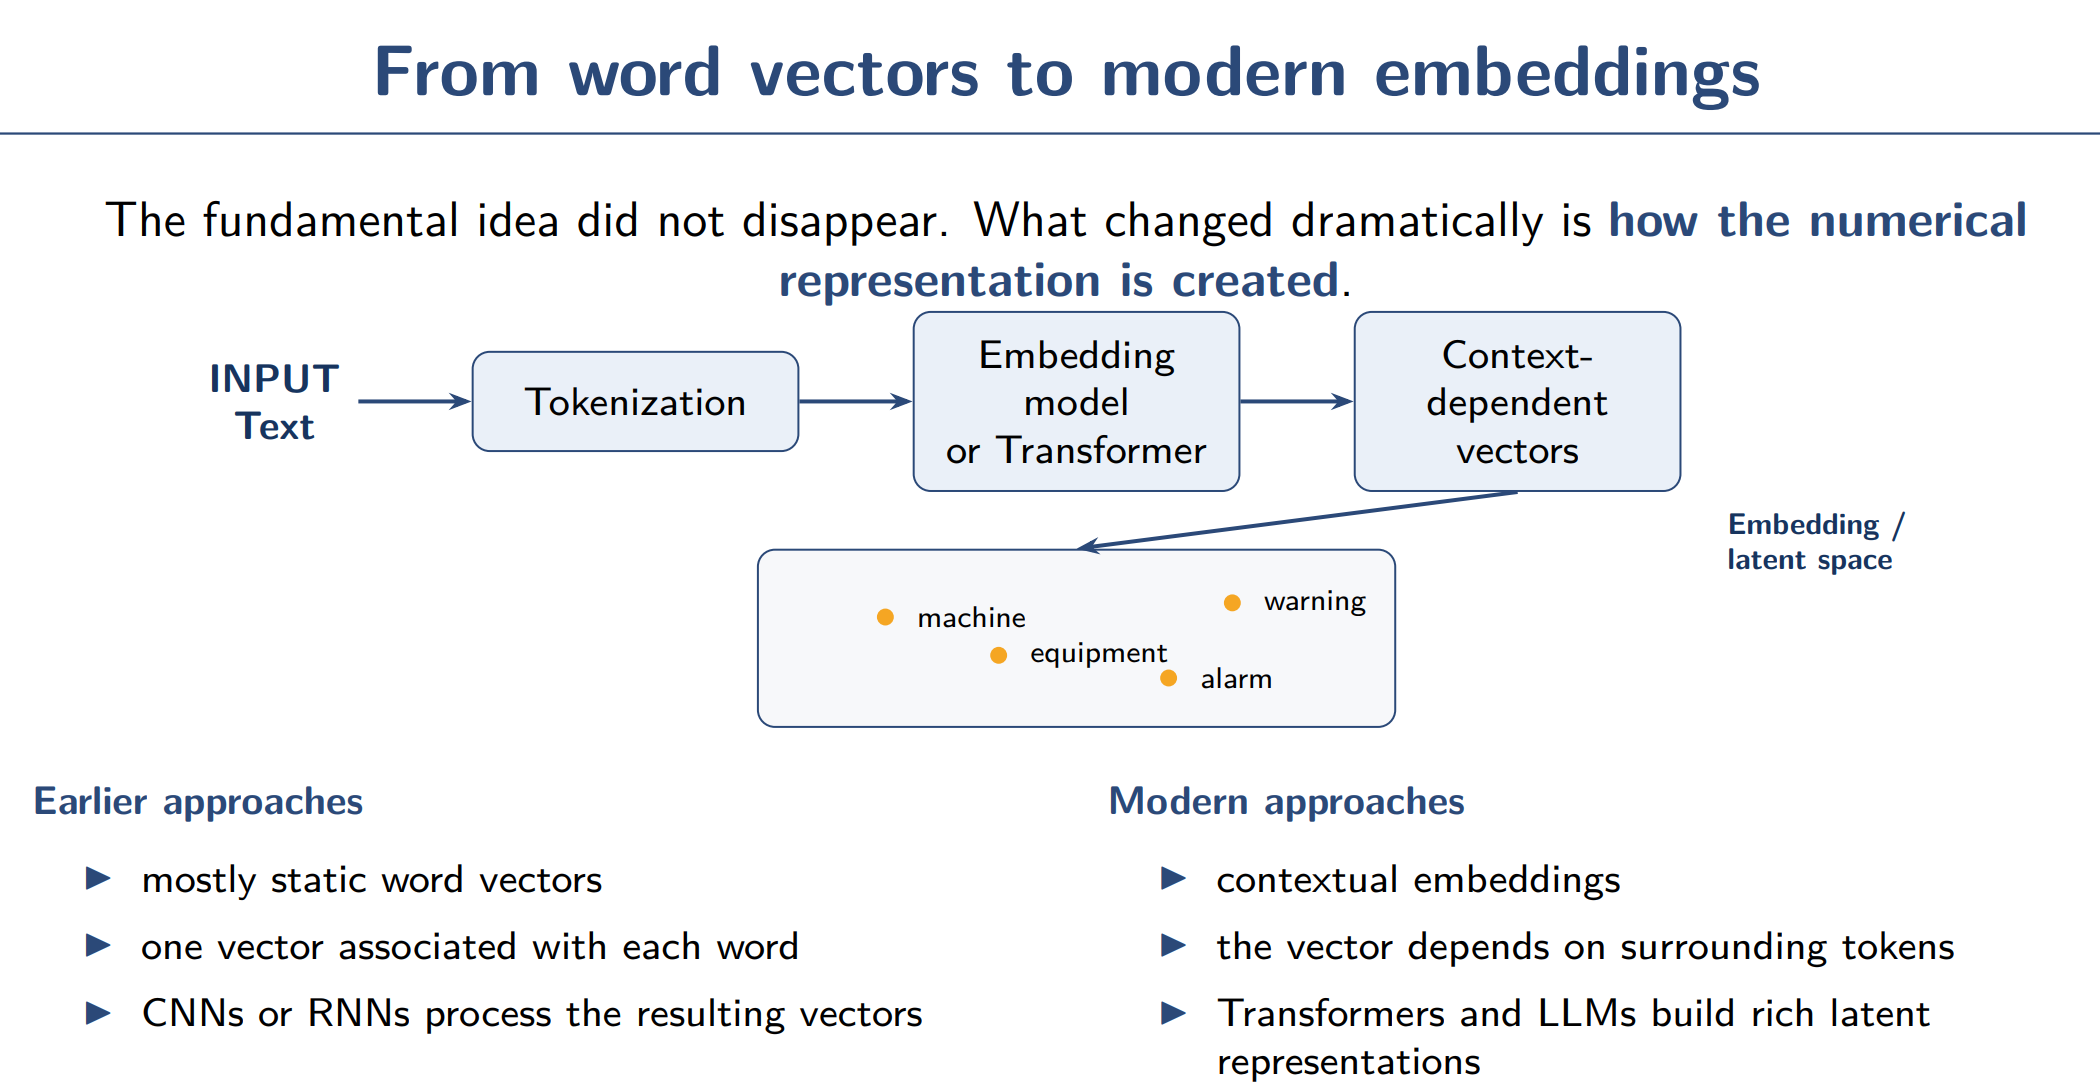 From word vectors to modern embeddings
The fundamental idea did not disappear. What changed dramatically is how the numerical
representation is created.
INPUT
Text
Tokenization
Embedding
model
or Transformer
Context-
dependent
vectors
Embedding /
latent space
machine
equipment
warning
alarm
Earlier approaches
▶ mostly static word vectors
▶ one vector associated with each word
▶ CNNs or RNNs process the resulting vectors
Modern approaches
▶ contextual embeddings
▶ the vector depends on surrounding tokens
▶ Transformers and LLMs build rich latent
representations